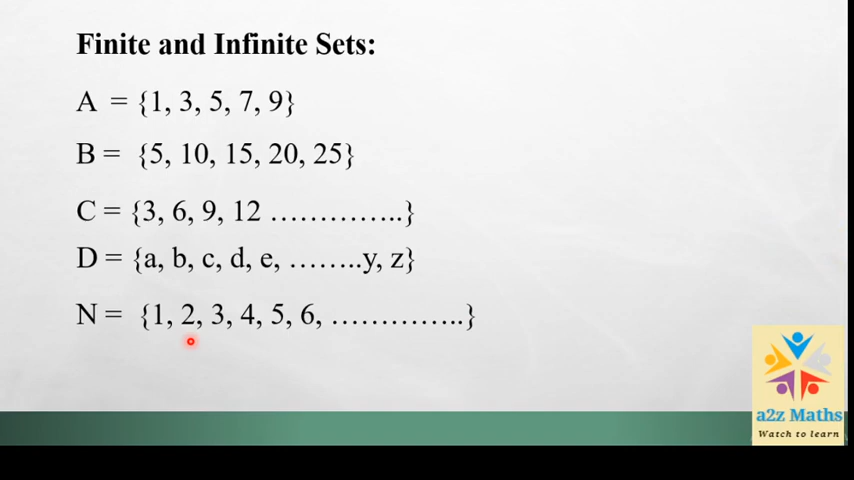 Finite and Infinite Sets:
A = {1, 3, 5, 7, 9}
B = {5, 10, 15, 20, 25}
C = {3, 6, 9, 12 …………..}
D = {a, b, c, d, e, ……..y, z}
N = {1, 2, 3, 4, 5, 6, …………..}
a2z Maths
Watch to learn